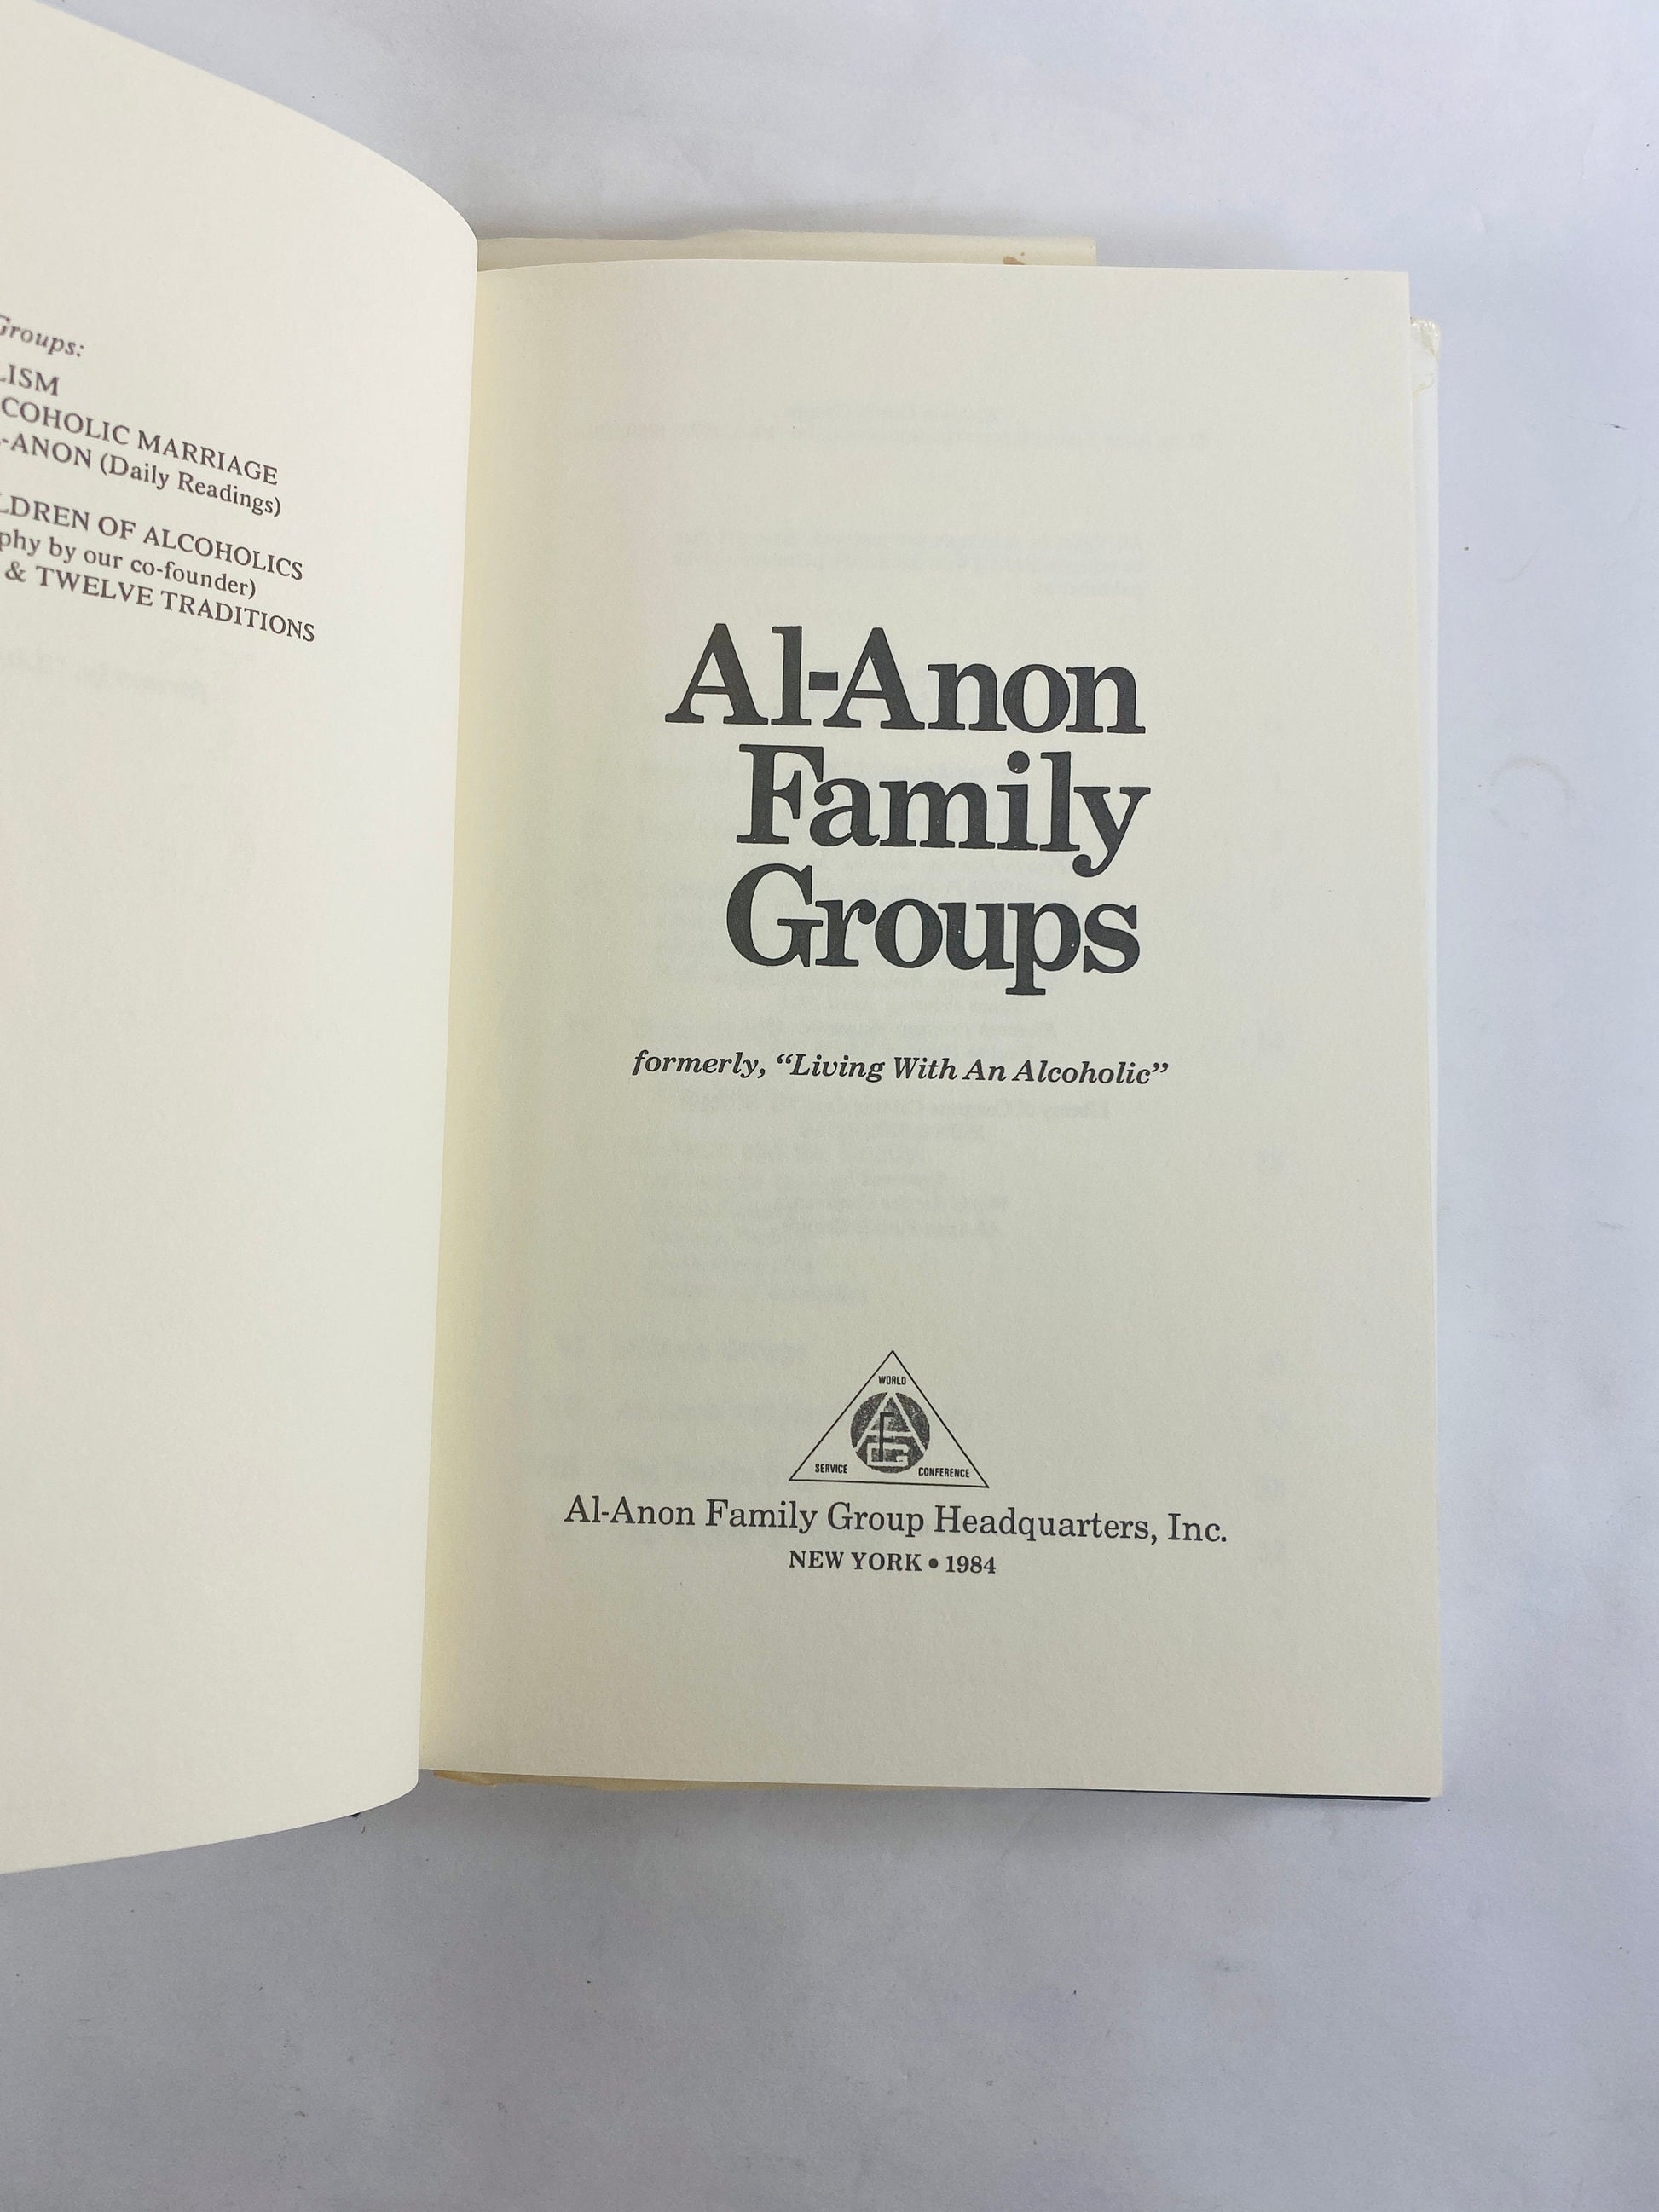 Groups:
LISM
COHOLIC MARRIAGE
-ANON (Daily Readings)
LDREN OF ALCOHOLICS
phy by our co-founder)
& TWELVE TRADITIONS
Al-Anon
Family
Groups
formerly, “Living With An Alcoholic”
WORLD
AFG
SERVICE CONFERENCE
Al-Anon Family Group Headquarters, Inc.
NEW YORK • 1984